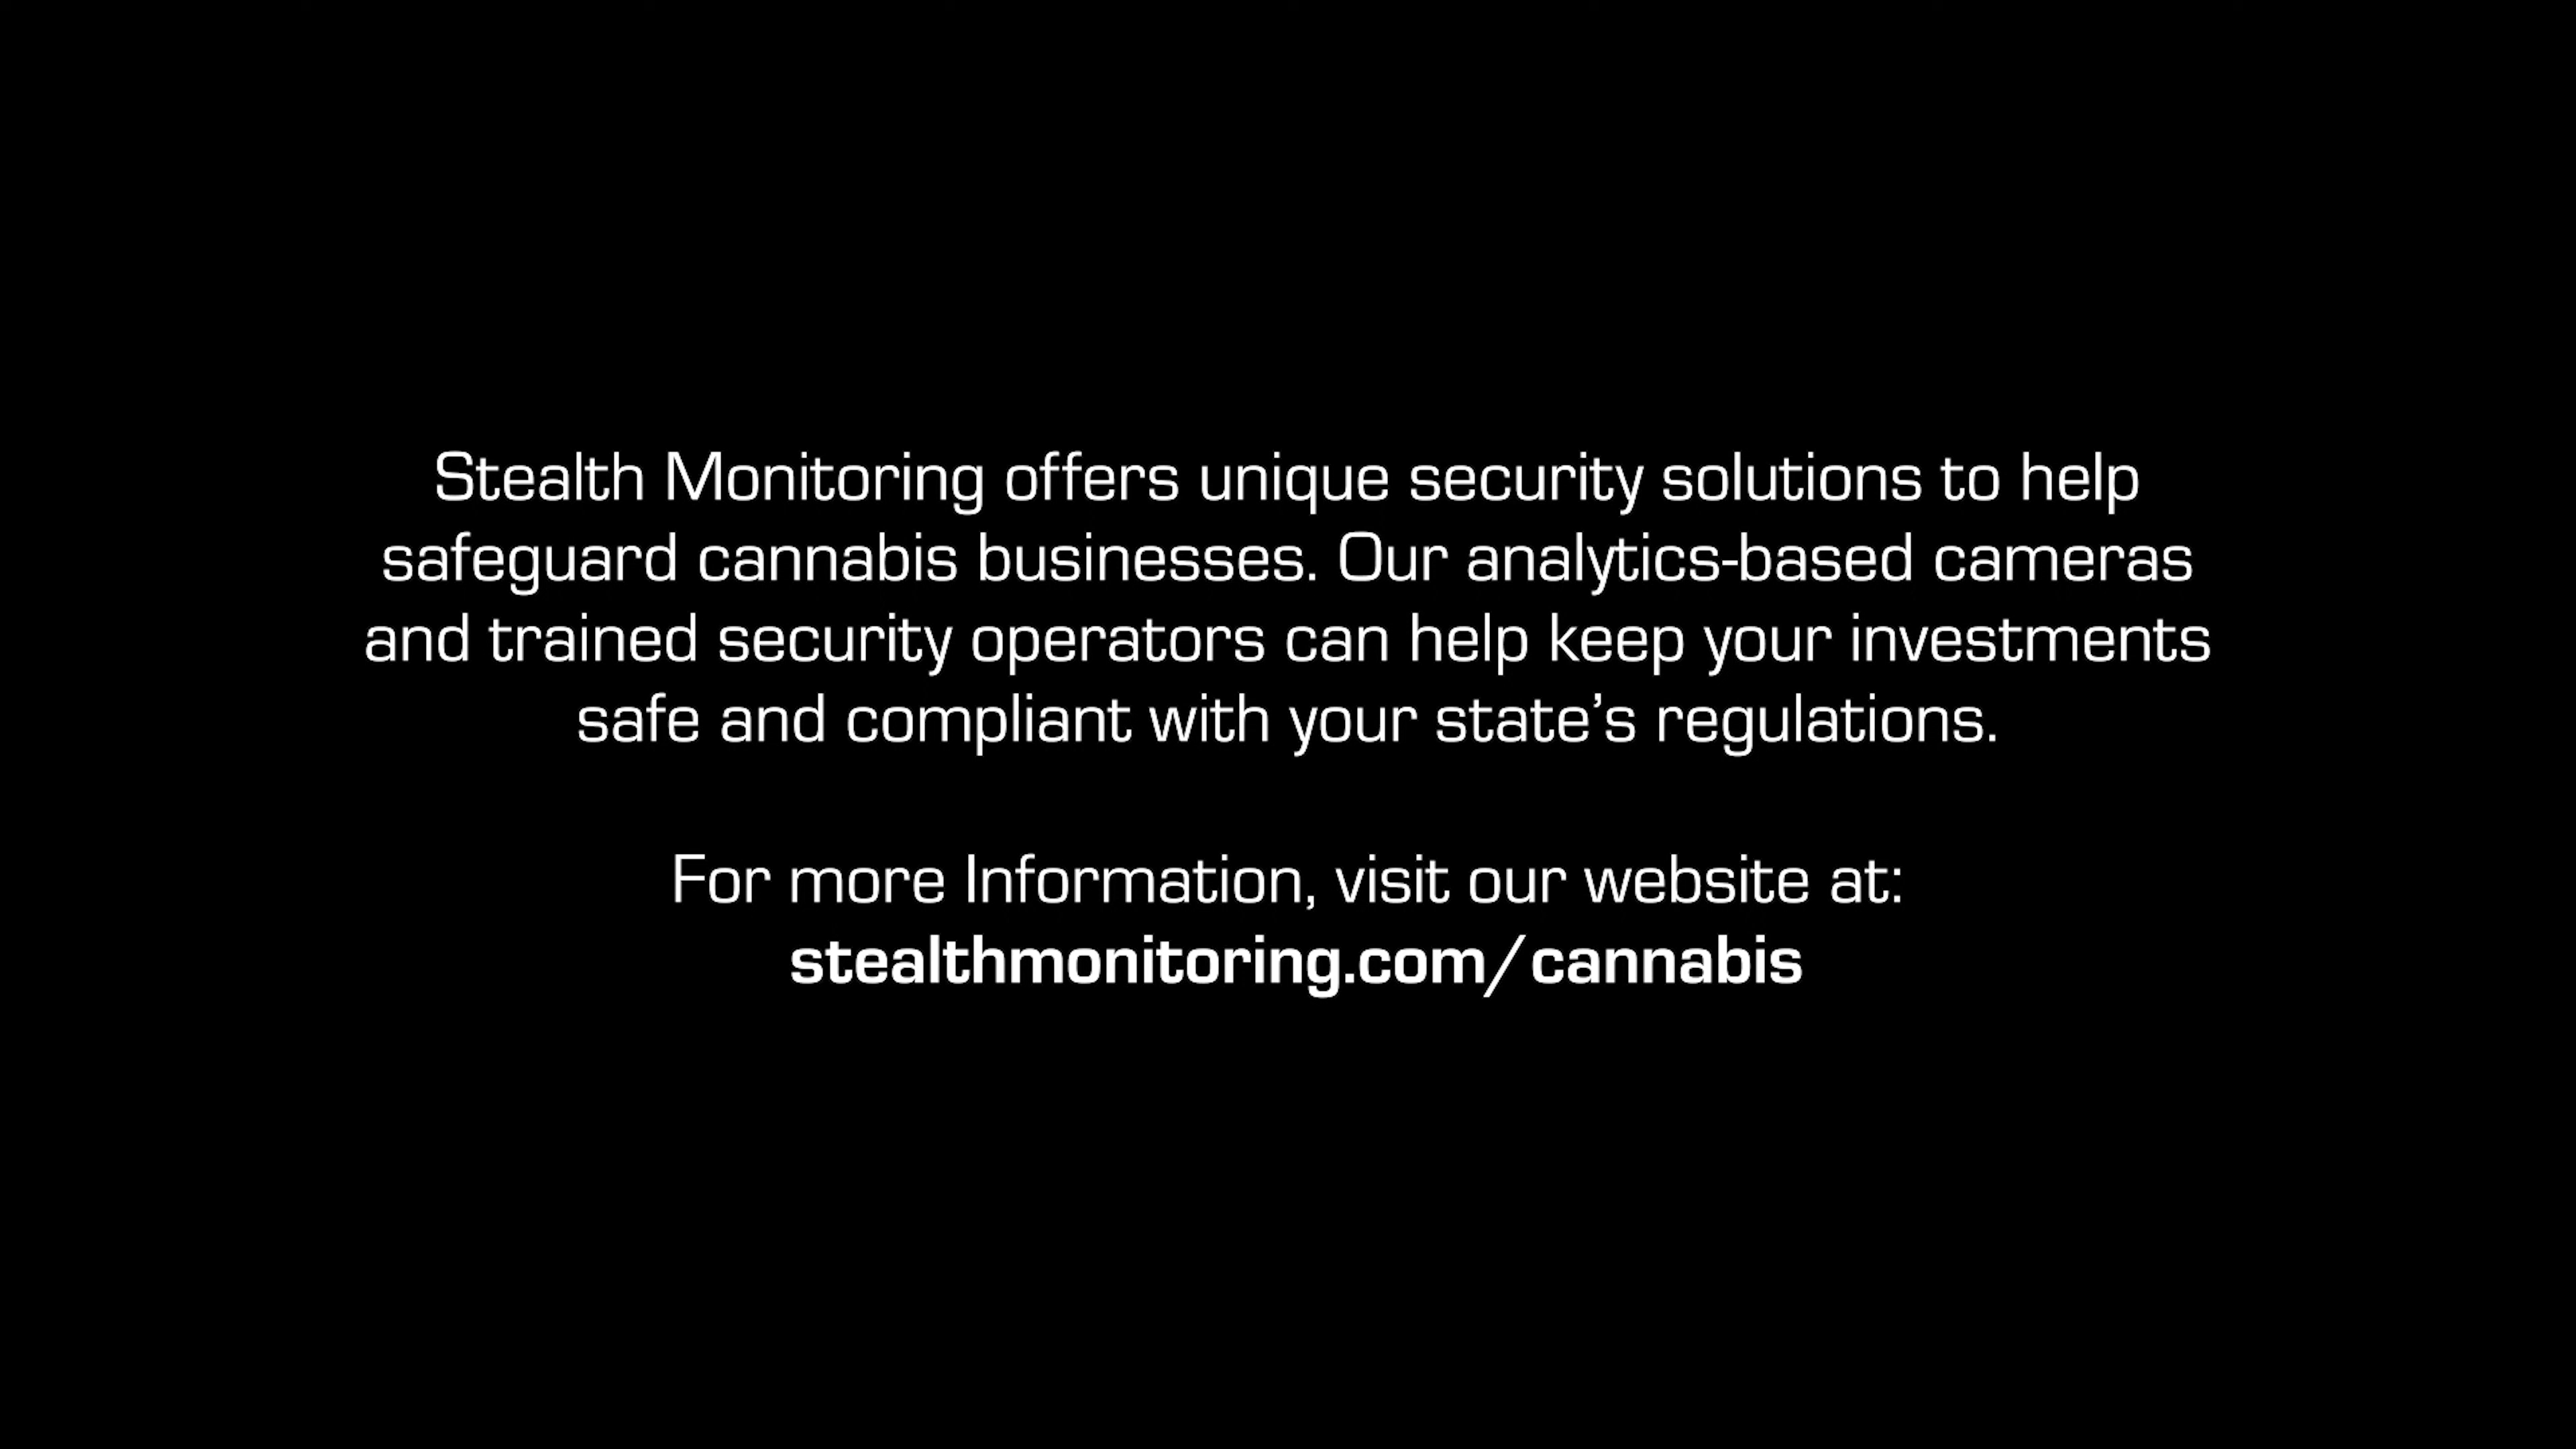 Stealth Monitoring offers unique security solutions to help
safeguard cannabis businesses. Our analytics-based cameras
and trained security operators can help keep your investments
safe and compliant with your state’s regulations.
For more Information, visit our website at:
stealthmonitoring.com/cannabis